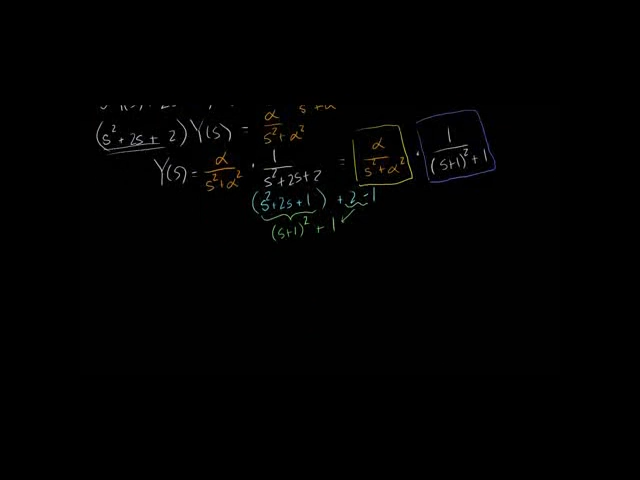 (s²+2s+2)Y(s) = α/(s²+α²)
Y(s) = α/(s²+α²) · 1/(s²+2s+2) = α/(s²+α²) · 1/((s+1)²+1)
(s²+2s+1) + 2-1
(s+1)² + 1